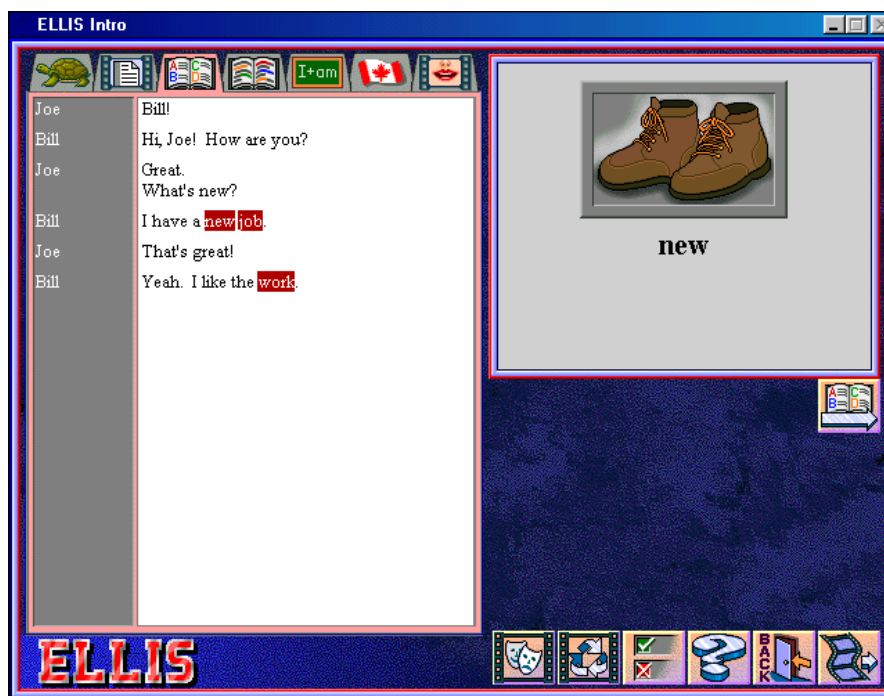 ELLIS Intro
I+am
Joe Bill!
Bill Hi, Joe! How are you?
Joe Great.
What's new?
Bill I have a new job.
Joe That's great!
Bill Yeah. I like the work.
new
A B C D
A B C D
BACK
ELLIS